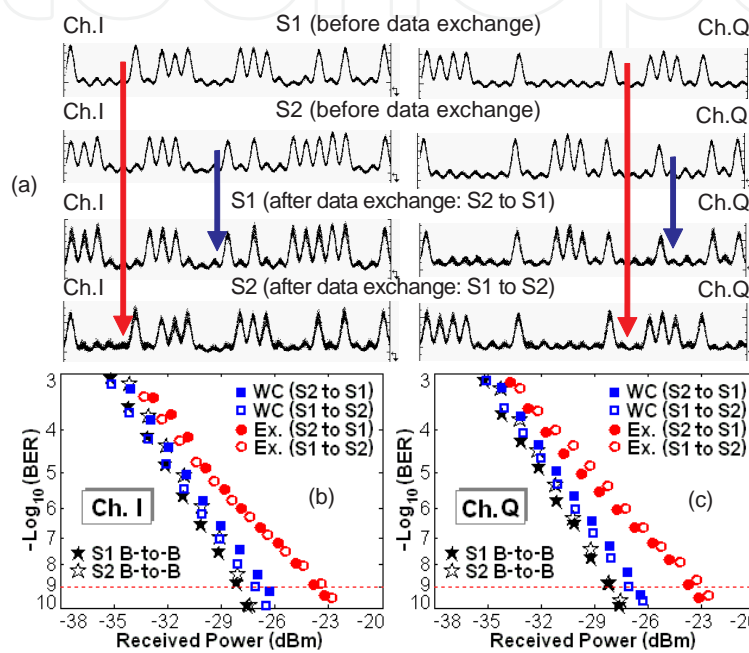 Ch.I S1 (before data exchange) Ch.Q
Ch.I S2 (before data exchange) Ch.Q
(a)
Ch.I S1 (after data exchange: S2 to S1) Ch.Q
Ch.I S2 (after data exchange: S1 to S2) Ch.Q
3 4 5 6 7 8 9 10
-Log10 (BER)
WC (S2 to S1)
WC (S1 to S2)
Ex. (S2 to S1)
Ex. (S1 to S2)
(b)
Ch. I
S1 B-to-B
S2 B-to-B
-38 -35 -32 -29 -26 -23 -20
Received Power (dBm)
3 4 5 6 7 8 9 10
-Log10 (BER)
WC (S2 to S1)
WC (S1 to S2)
Ex. (S2 to S1)
Ex. (S1 to S2)
(c)
Ch. Q
S1 B-to-B
S2 B-to-B
-38 -35 -32 -29 -26 -23 -20
Received Power (dBm)